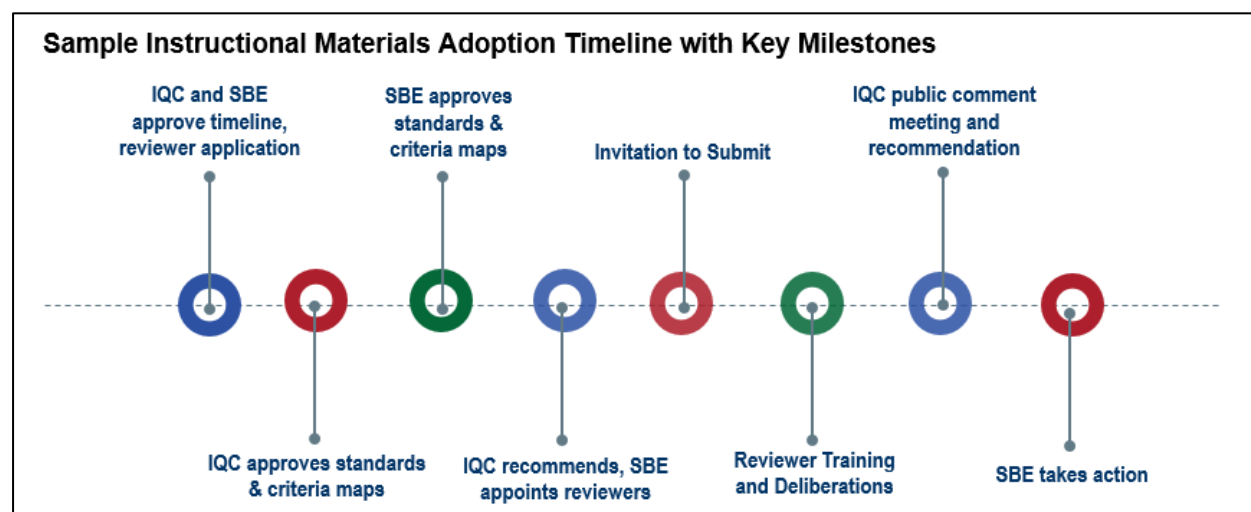 Sample Instructional Materials Adoption Timeline with Key Milestones
IQC and SBE
approve timeline,
reviewer application
IQC approves standards
& criteria maps
SBE approves
standards &
criteria maps
IQC recommends, SBE
appoints reviewers
Invitation to Submit
Reviewer Training
and Deliberations
IQC public comment
meeting and
recommendation
SBE takes action